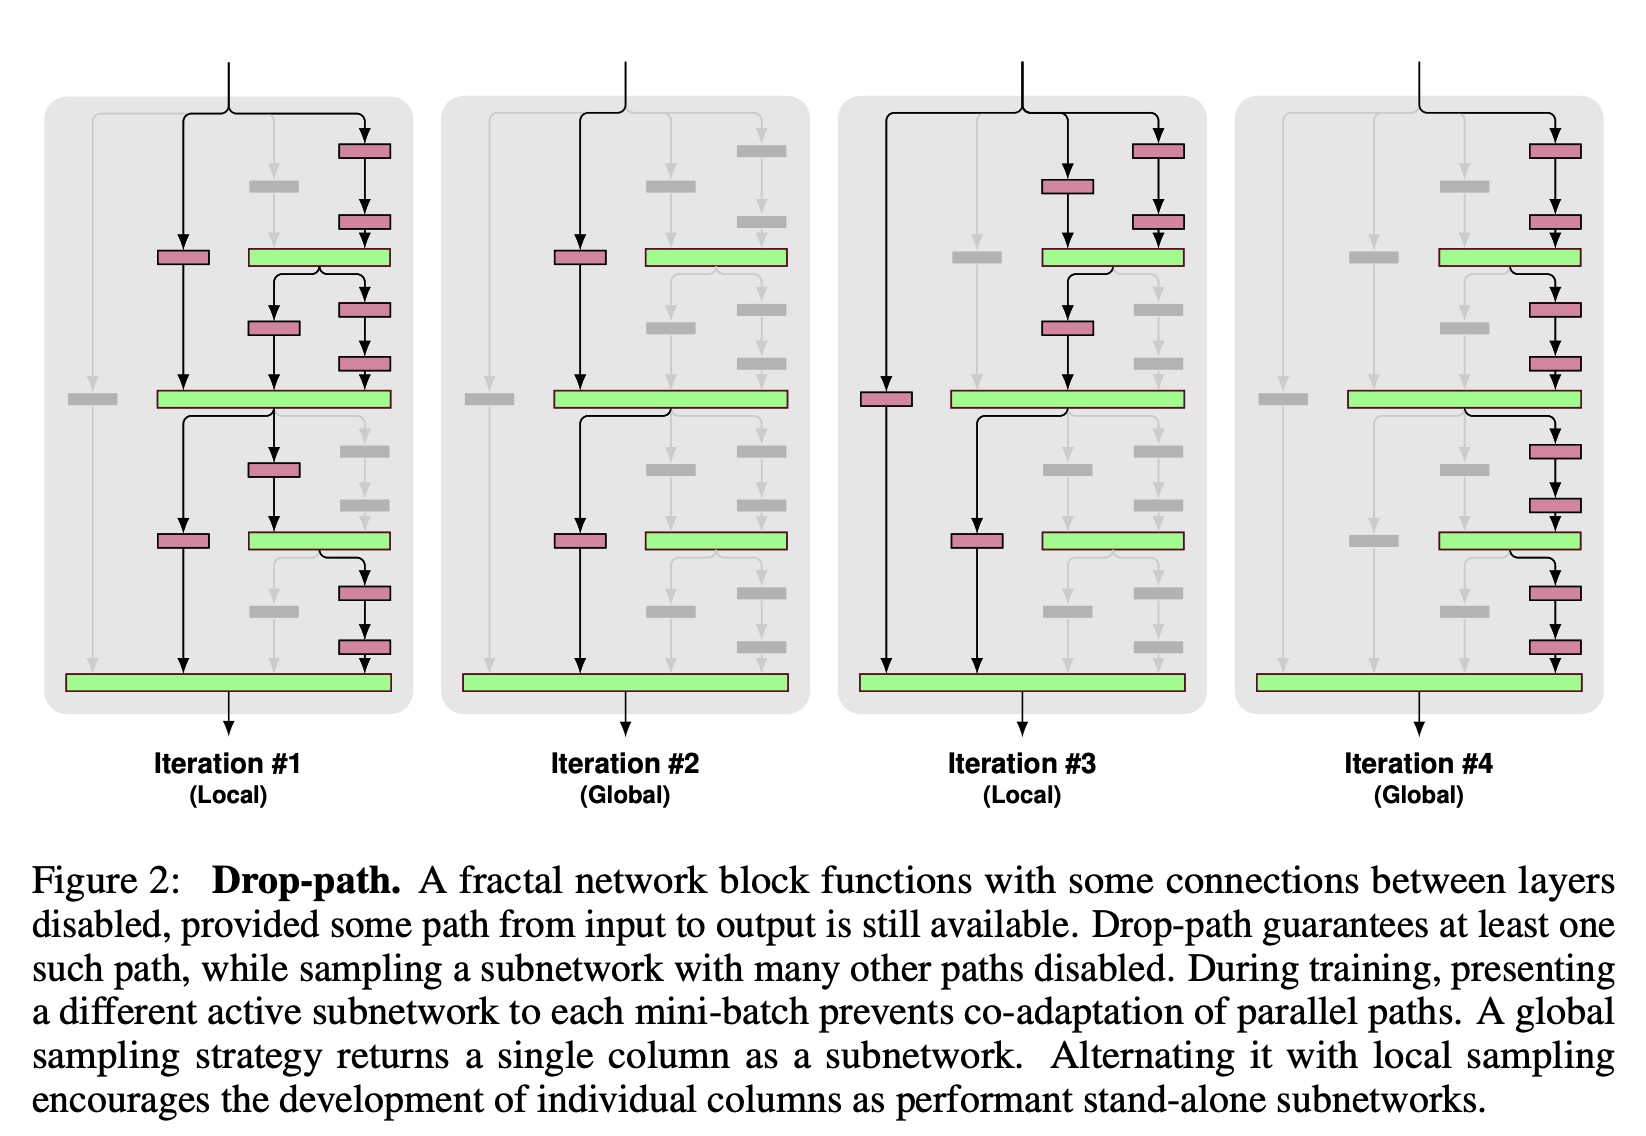 Iteration #1
(Local)
Iteration #2
(Global)
Iteration #3
(Local)
Iteration #4
(Global)
Figure 2: Drop-path. A fractal network block functions with some connections between layers
disabled, provided some path from input to output is still available. Drop-path guarantees at least one
such path, while sampling a subnetwork with many other paths disabled. During training, presenting
a different active subnetwork to each mini-batch prevents co-adaptation of parallel paths. A global
sampling strategy returns a single column as a subnetwork. Alternating it with local sampling
encourages the development of individual columns as performant stand-alone subnetworks.